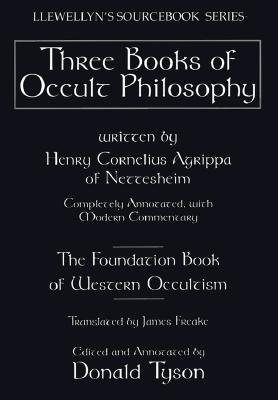 LLEWELLYN'S SOURCEBOOK SERIES
Three Books of
Occult Philosophy
written by
Henry Cornelius Agrippa
of Nettesheim
Completely Annotated, with
Modern Commentary
The Foundation Book
of Western Occultism
Translated by James Freake
Edited and Annotated by
Donald Tyson